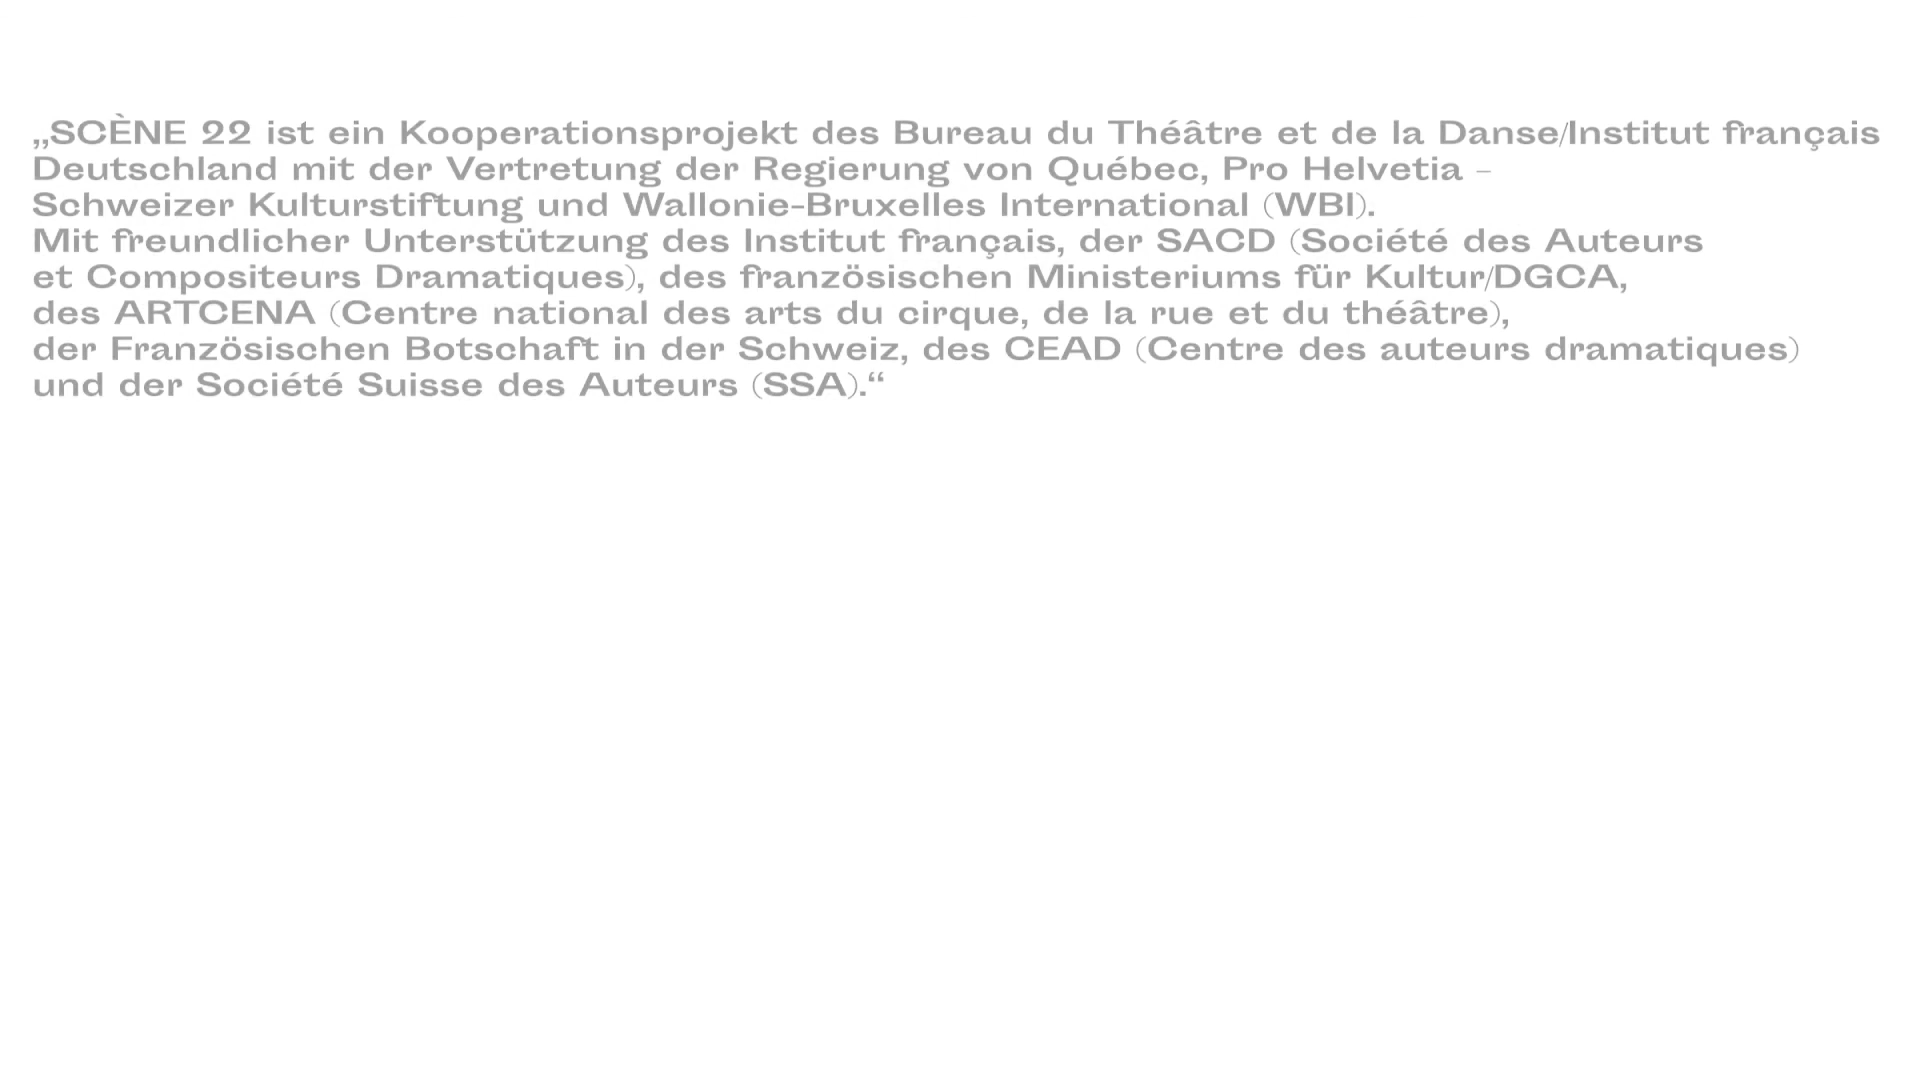 „SCÈNE 22 ist ein Kooperationsprojekt des Bureau du Théâtre et de la Danse/Institut français
Deutschland mit der Vertretung der Regierung von Québec, Pro Helvetia –
Schweizer Kulturstiftung und Wallonie-Bruxelles International (WBI).
Mit freundlicher Unterstützung des Institut français, der SACD (Société des Auteurs
et Compositeurs Dramatiques), des französischen Ministeriums für Kultur/DGCA,
des ARTCENA (Centre national des arts du cirque, de la rue et du théâtre),
der Französischen Botschaft in der Schweiz, des CEAD (Centre des auteurs dramatiques)
und der Société Suisse des Auteurs (SSA).“